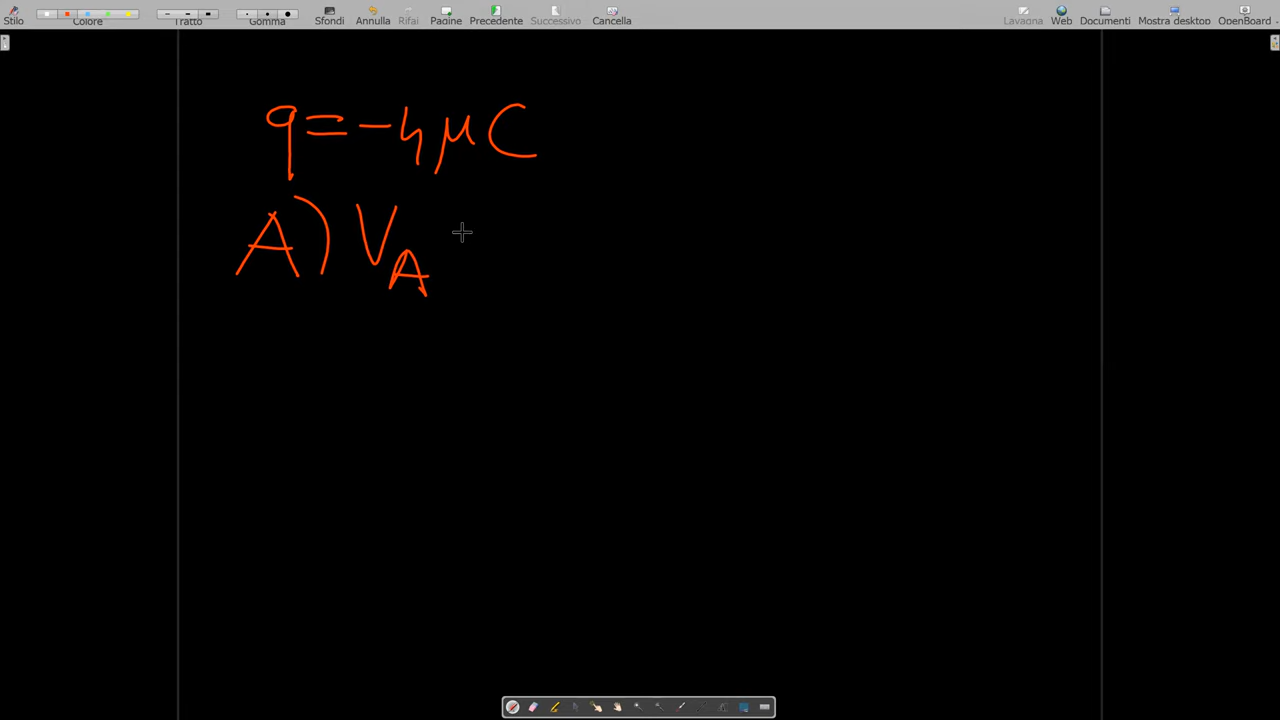 Stilo Colore Tratto Gomma Sfondi Annulla Rifai Pagine Precedente Successivo Cancella Lavagna Web Documenti Mostra desktop OpenBoard
q = -4 μC
A) V_A